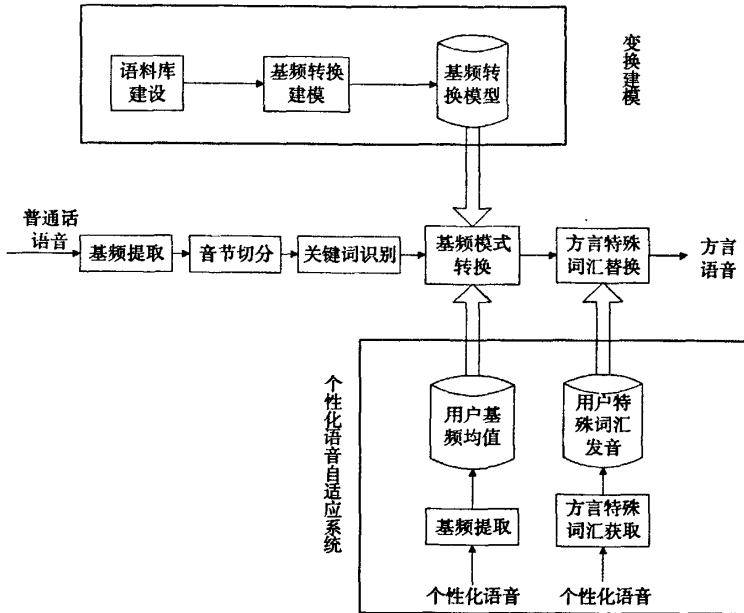 语料库
建设
基频转换
建模
基频转
换模型
变换建模
普通话
语音
基频提取
音节切分
关键词识别
基频模式
转换
方言特殊
词汇替换
方言
语音
个性化语音自适应系统
用户基
频均值
用户特
殊词汇
发音
基频提取
方言特殊
词汇获取
个性化语音
个性化语音